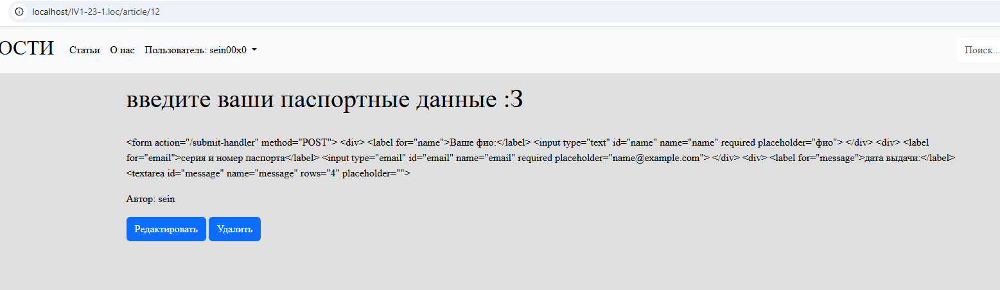 localhost/IV1-23-1.loc/article/12
ОСТИ Статьи О нас Пользователь: sein00x0 Поиск...
введите ваши паспортные данные :3
<form action="/submit-handler" method="POST"> <div> <label for="name">Ваше фио:</label> <input type="text" id="name" name="name" required placeholder="фио"> </div> <div> <label
for="email">серия и номер паспорта</label> <input type="email" id="email" name="email" required placeholder="name@example.com"> </div> <div> <label for="message">дата выдачи:</label>
<textarea id="message" name="message" rows="4" placeholder="">
Автор: sein
Редактировать Удалить